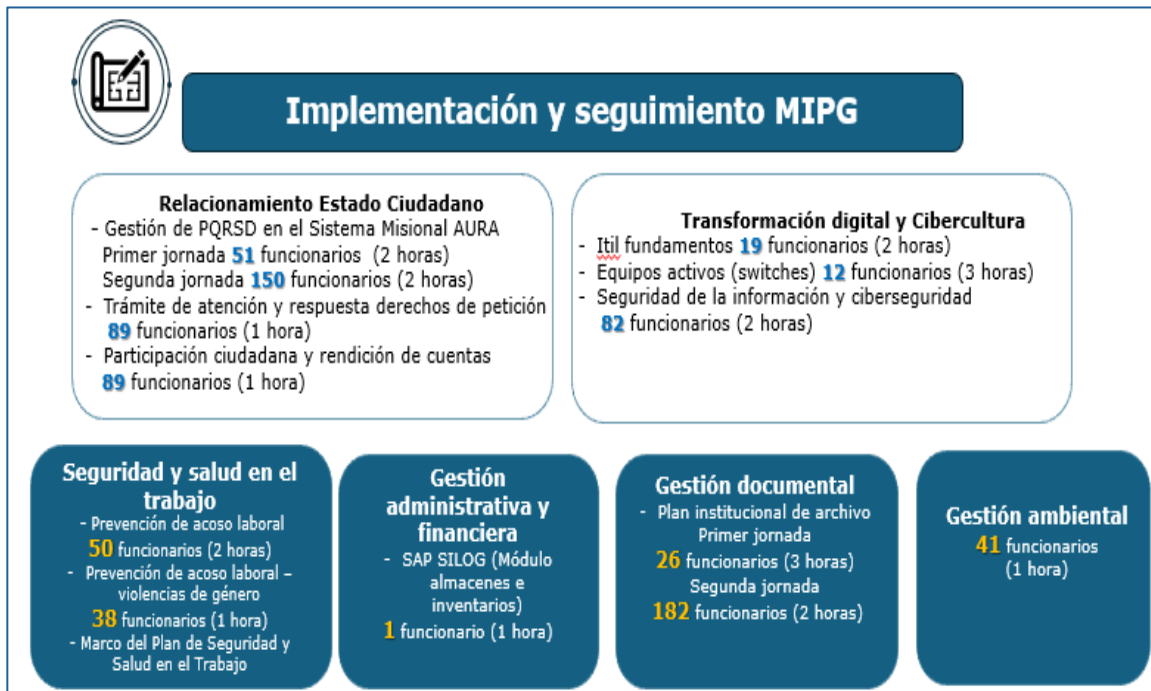 Implementación y seguimiento MIPG
Relacionamiento Estado Ciudadano
- Gestión de PQRSD en el Sistema Misional AURA
Primer jornada 51 funcionarios (2 horas)
Segunda jornada 150 funcionarios (2 horas)
- Trámite de atención y respuesta derechos de petición
89 funcionarios (1 hora)
- Participación ciudadana y rendición de cuentas
89 funcionarios (1 hora)
Transformación digital y Cibercultura
- Itil fundamentos 19 funcionarios (2 horas)
- Equipos activos (switches) 12 funcionarios (3 horas)
- Seguridad de la información y ciberseguridad
82 funcionarios (2 horas)
Seguridad y salud en el
trabajo
- Prevención de acoso laboral
50 funcionarios (2 horas)
- Prevención de acoso laboral –
violencias de género
38 funcionarios (1 hora)
- Marco del Plan de Seguridad y
Salud en el Trabajo
Gestión
administrativa y
financiera
- SAP SILOG (Módulo
almacenes e
inventarios)
1 funcionario (1 hora)
Gestión documental
- Plan institucional de archivo
Primer jornada
26 funcionarios (3 horas)
Segunda jornada
182 funcionarios (2 horas)
Gestión ambiental
41 funcionarios
(1 hora)